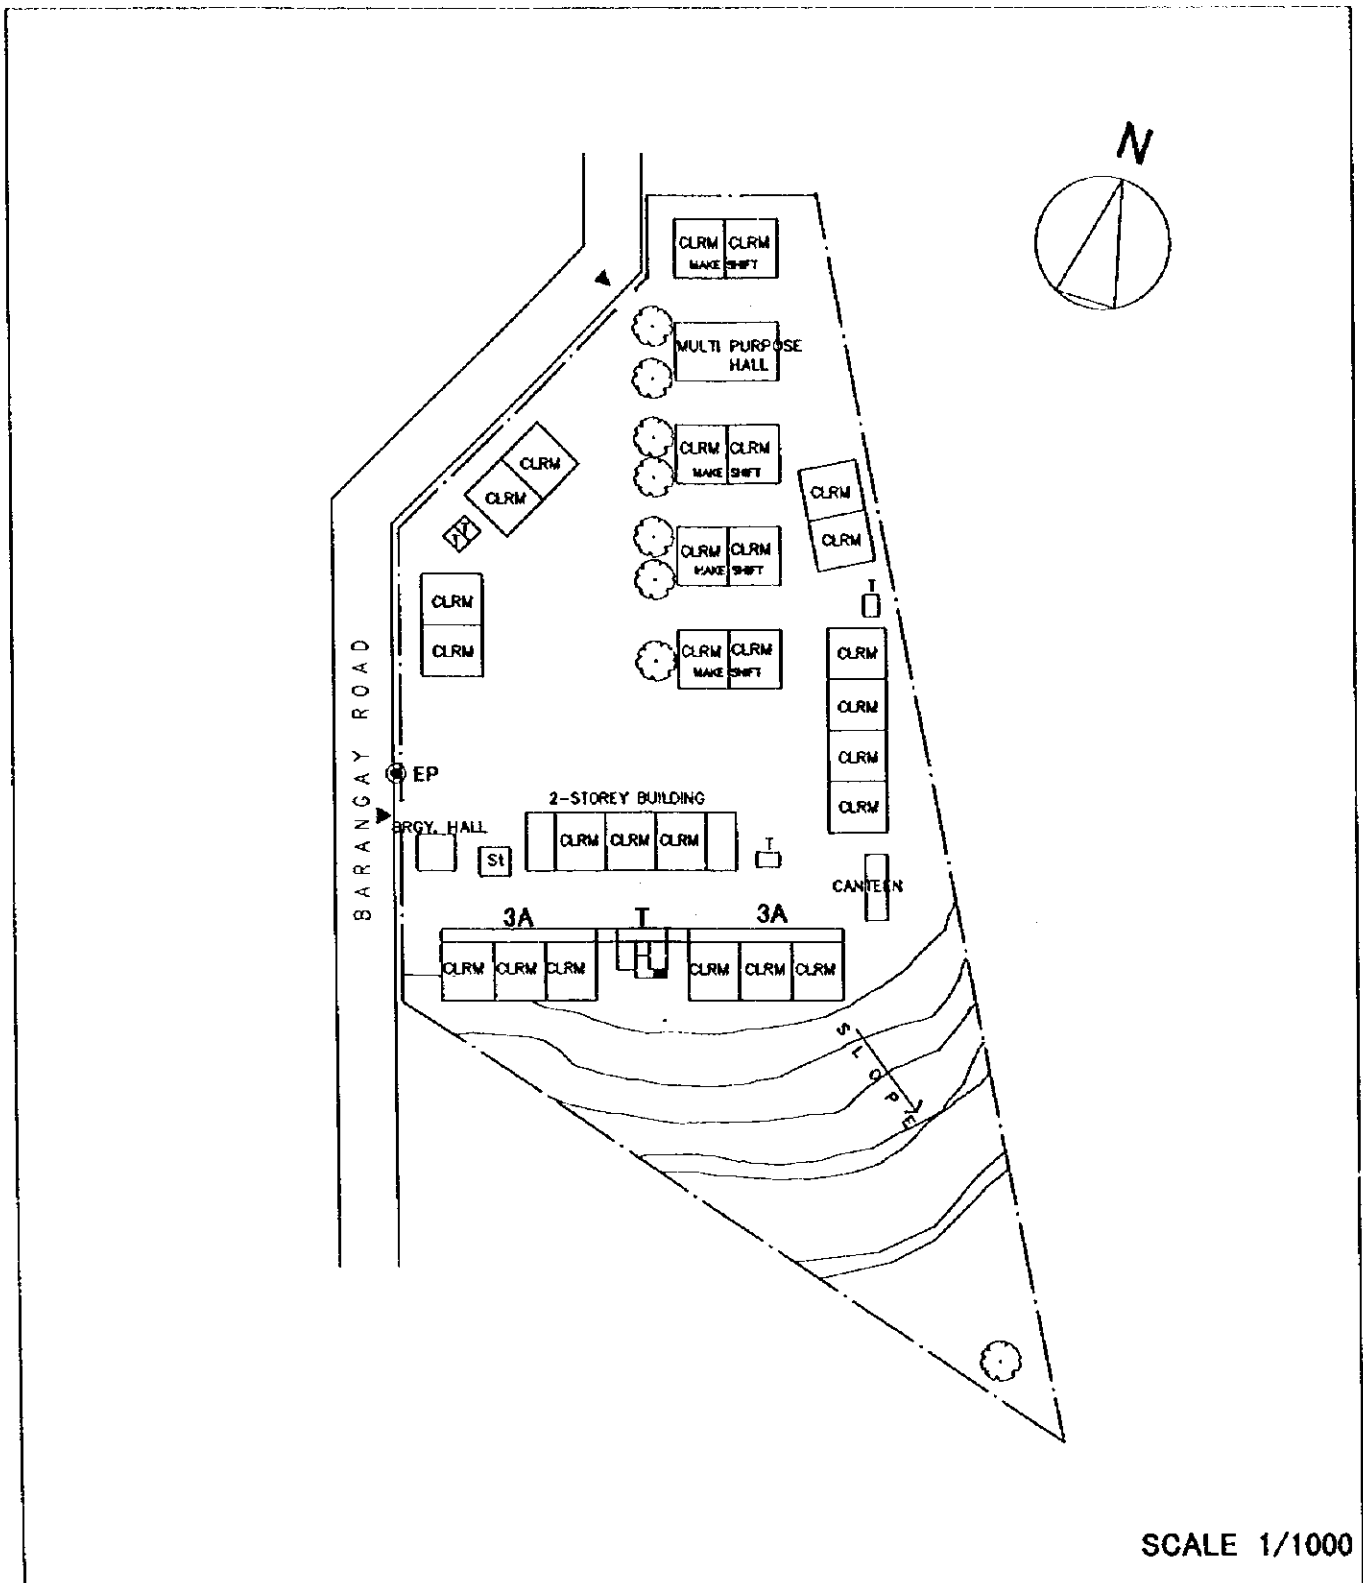 N
CLRM CLRM
MAKE SHIFT
MULTI PURPOSE
HALL
CLRM CLRM
MAKE SHIFT
CLRM
CLRM
CLRM
CLRM
T T
T
CLRM CLRM
MAKE SHIFT
CLRM
CLRM
CLRM CLRM
MAKE SHIFT
CLRM
CLRM
CLRM
CLRM
BARANGAY ROAD
EP
BRGY. HALL
St
2-STOREY BUILDING
CLRM CLRM CLRM
T
CANTEEN
3A T 3A
CLRM CLRM CLRM CLRM CLRM CLRM
SLOPE
SCALE 1/1000